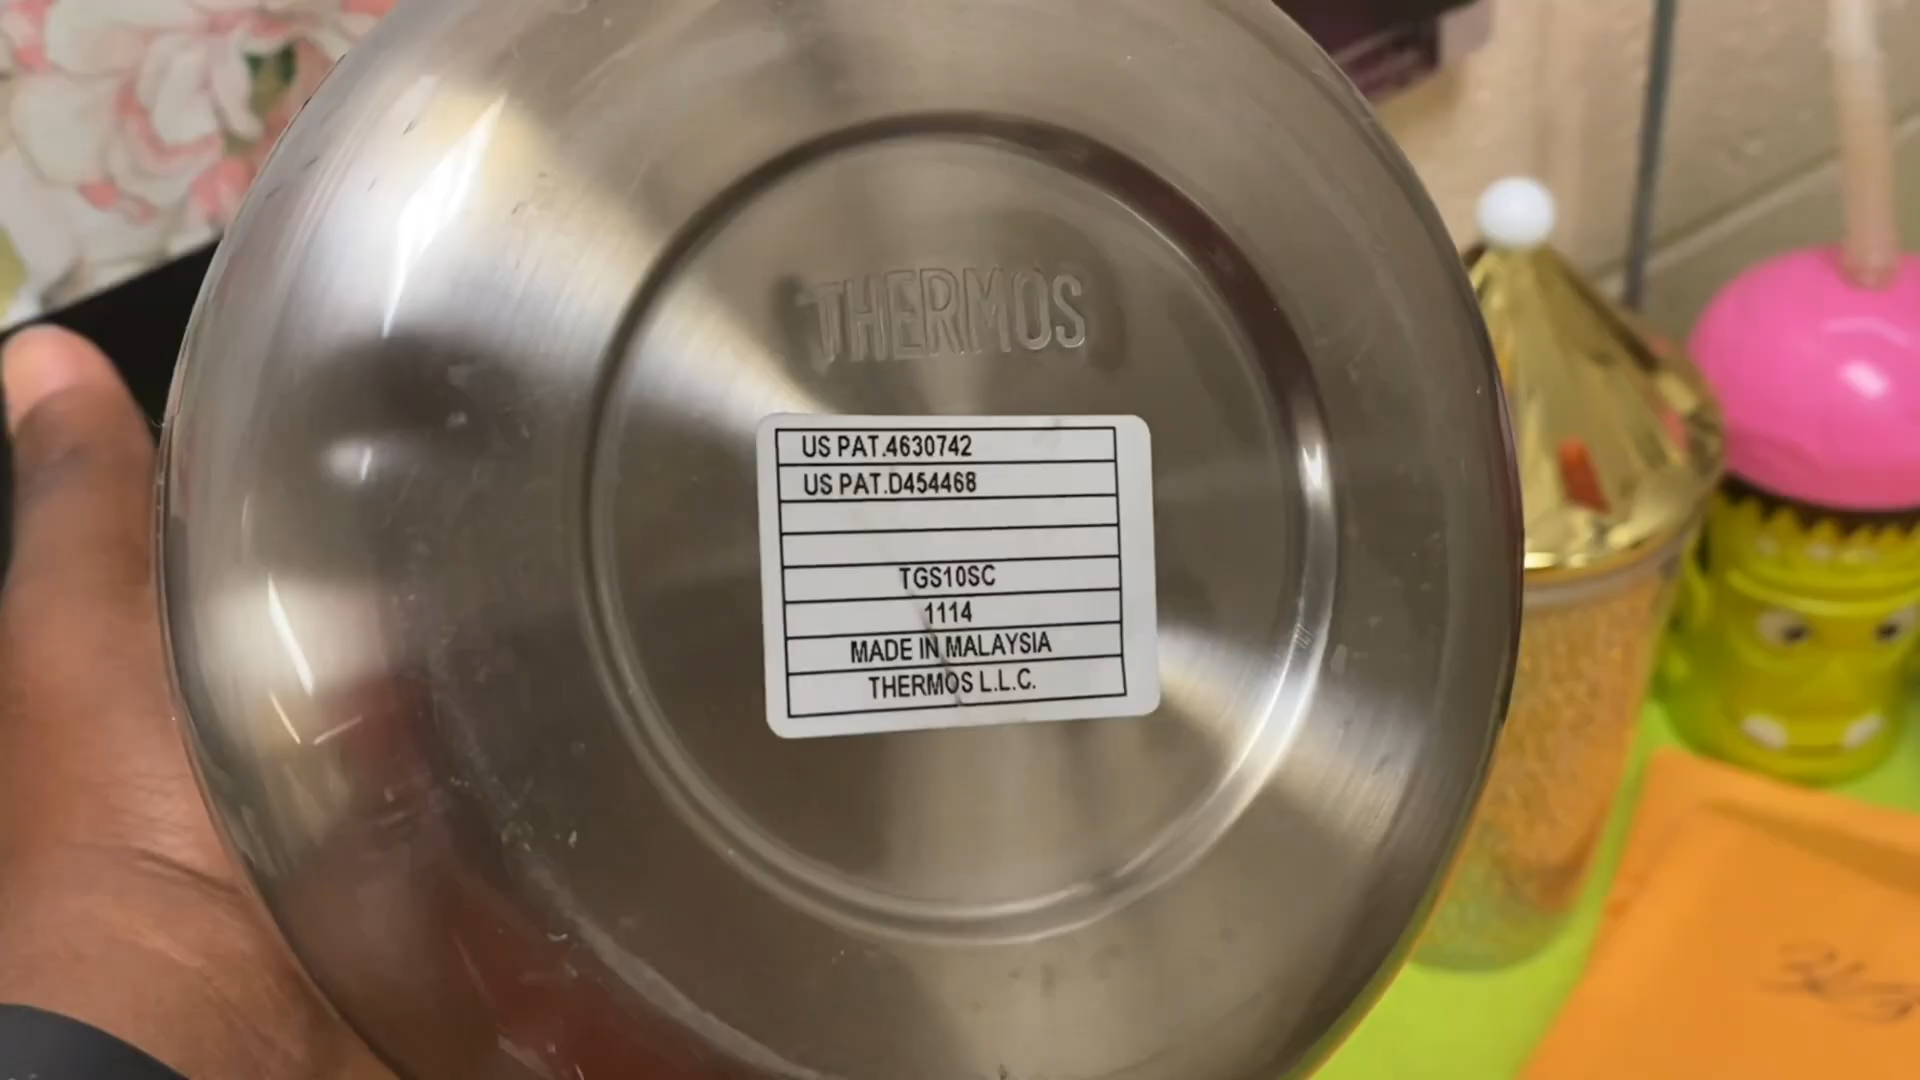 THERMOS
US PAT.4630742
US PAT.D454468
TGS10SC
1114
MADE IN MALAYSIA
THERMOS L.L.C.